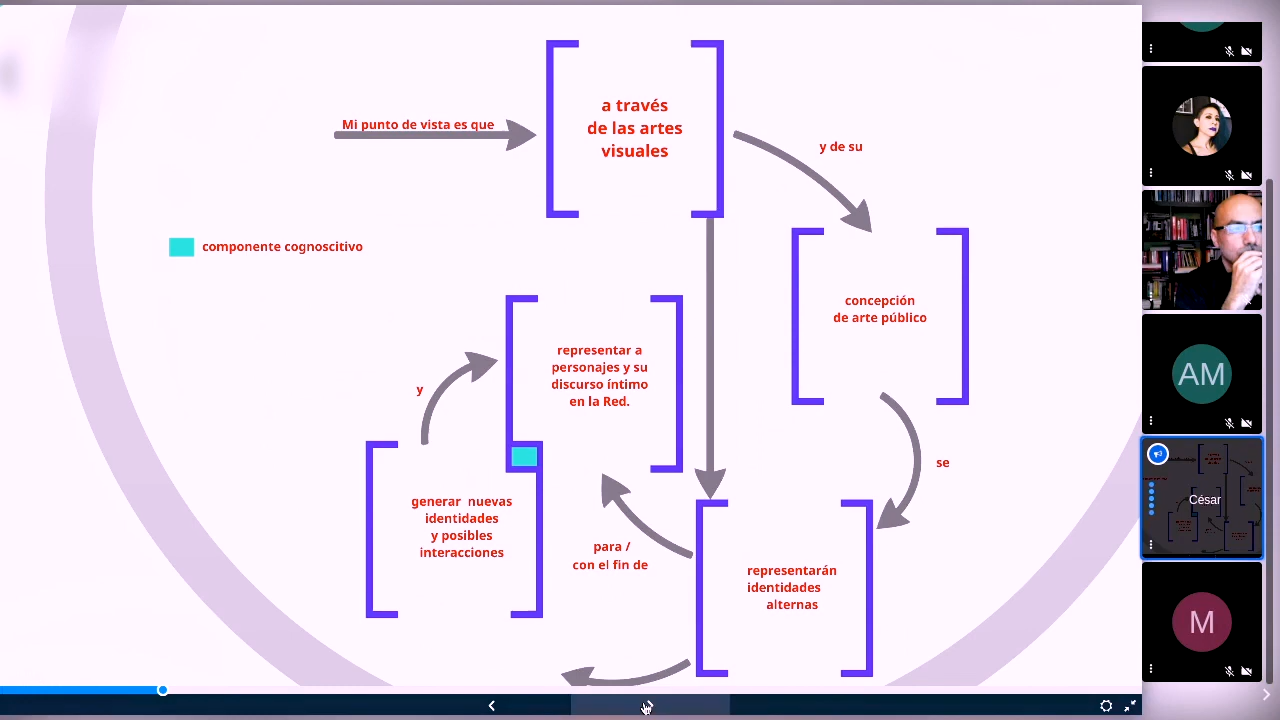 Mi punto de vista es que
a través
de las artes
visuales
y de su
concepción
de arte público
componente cognoscitivo
representar a
personajes y su
discurso íntimo
en la Red.
y
se
generar nuevas
identidades
y posibles
interacciones
para /
con el fin de
representarán
identidades
alternas
AM
César
M